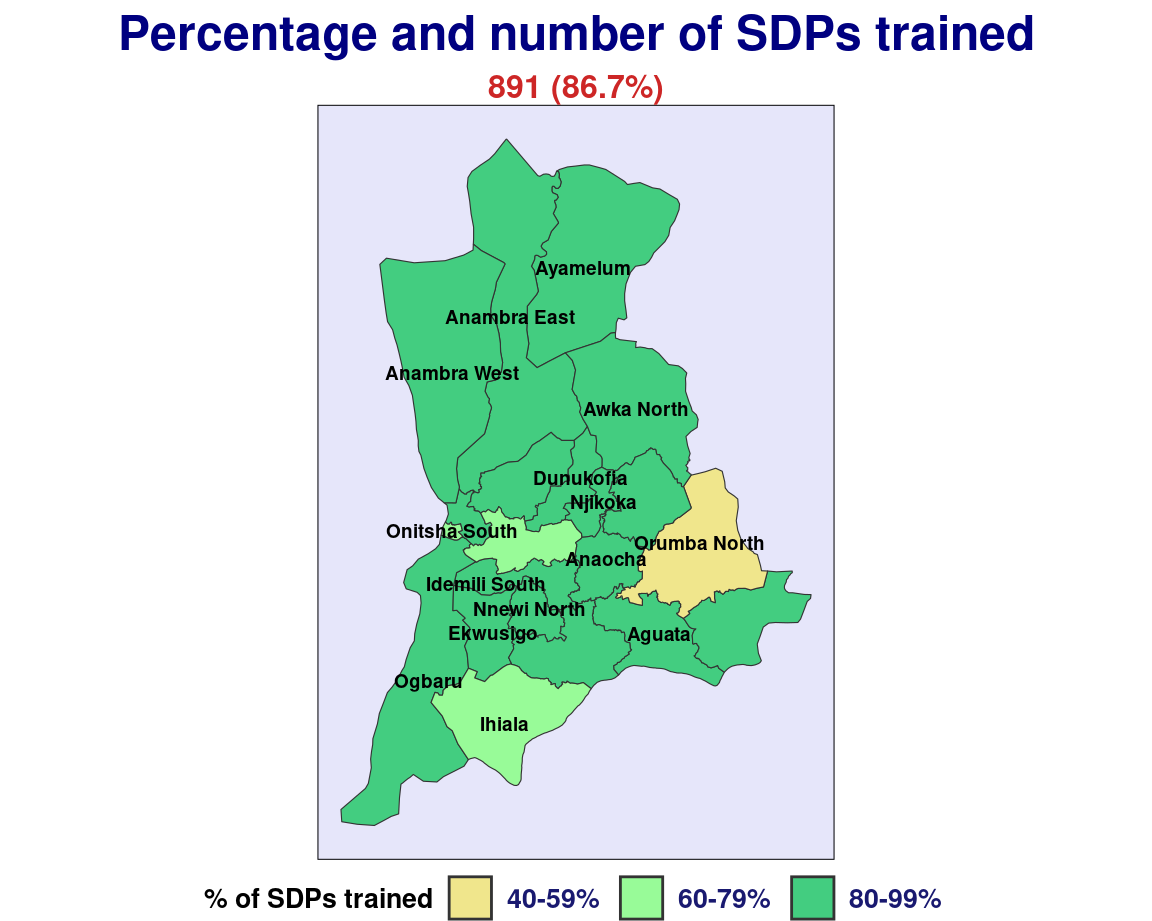 Percentage and number of SDPs trained
891 (86.7%)
Ayamelum
Anambra East
Anambra West
Awka North
Dunukofia
Njikoka
Onitsha South
Orumba North
Anaocha
Idemili South
Nnewi North
Ekwusigo
Aguata
Ogbaru
Ihiala
% of SDPs trained 40-59% 60-79% 80-99%